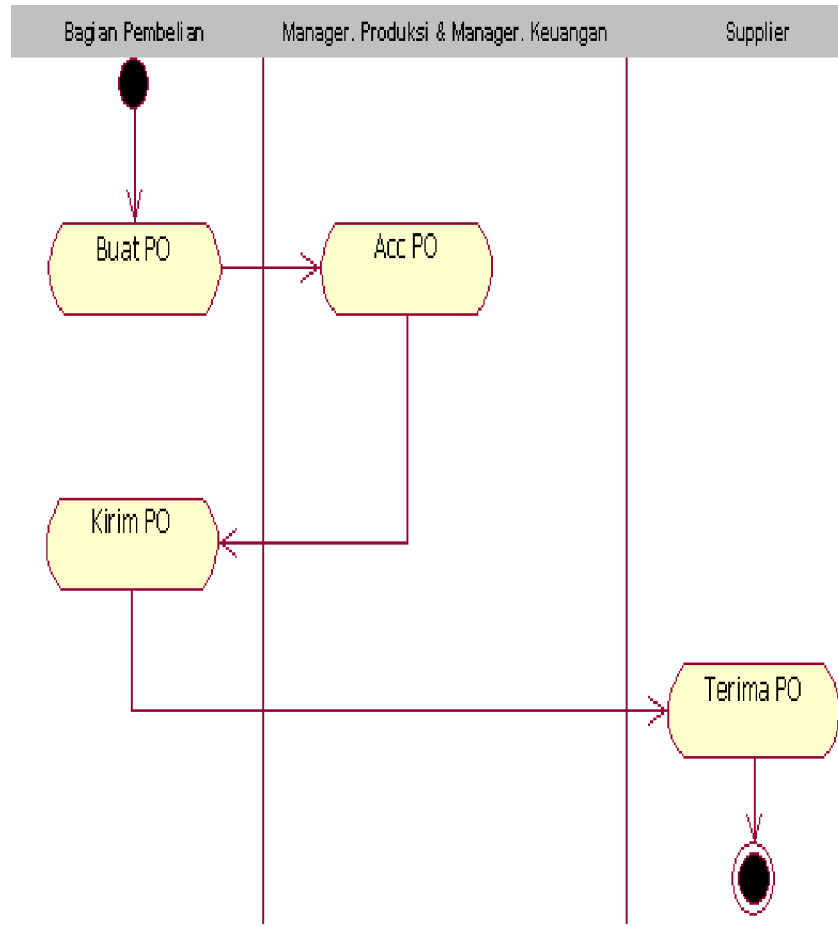 Bagian Pembelian
Manager. Produksi & Manager. Keuangan
Supplier
Buat PO
Acc PO
Kirim PO
Terima PO